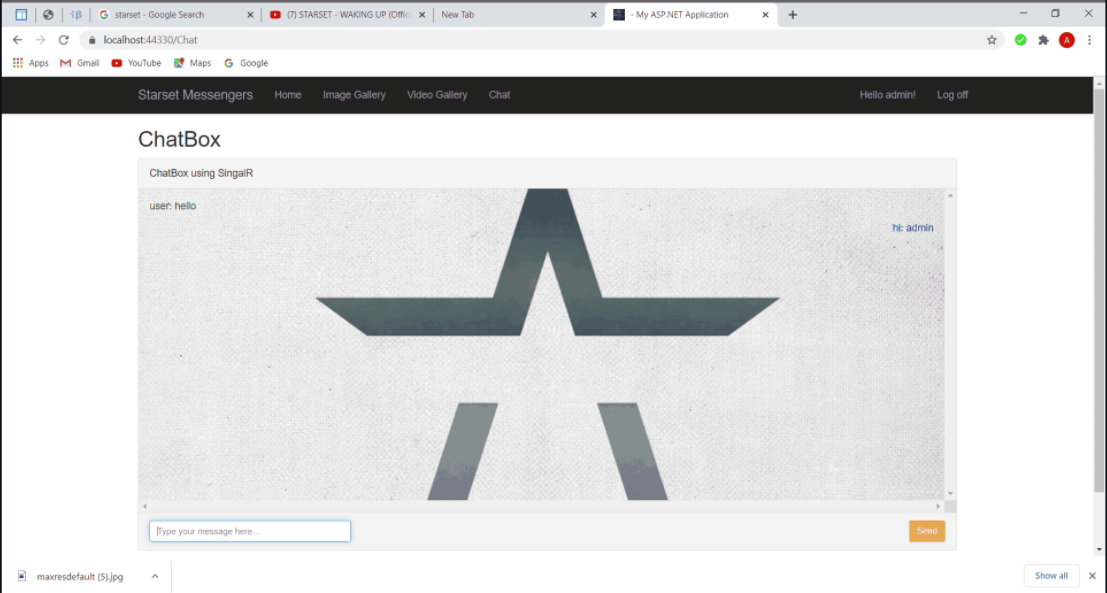 starset - Google Search
(7) STARSET - WAKING UP (Offici
New Tab
- My ASP.NET Application
localhost:44330/Chat
A
Apps
Gmail
YouTube
Maps
Google
Starset Messengers
Home
Image Gallery
Video Gallery
Chat
Hello admin!
Log off
ChatBox
ChatBox using SingalR
user: hello
hi: admin
Type your message here...
Send
maxresdefault (5).jpg
Show all